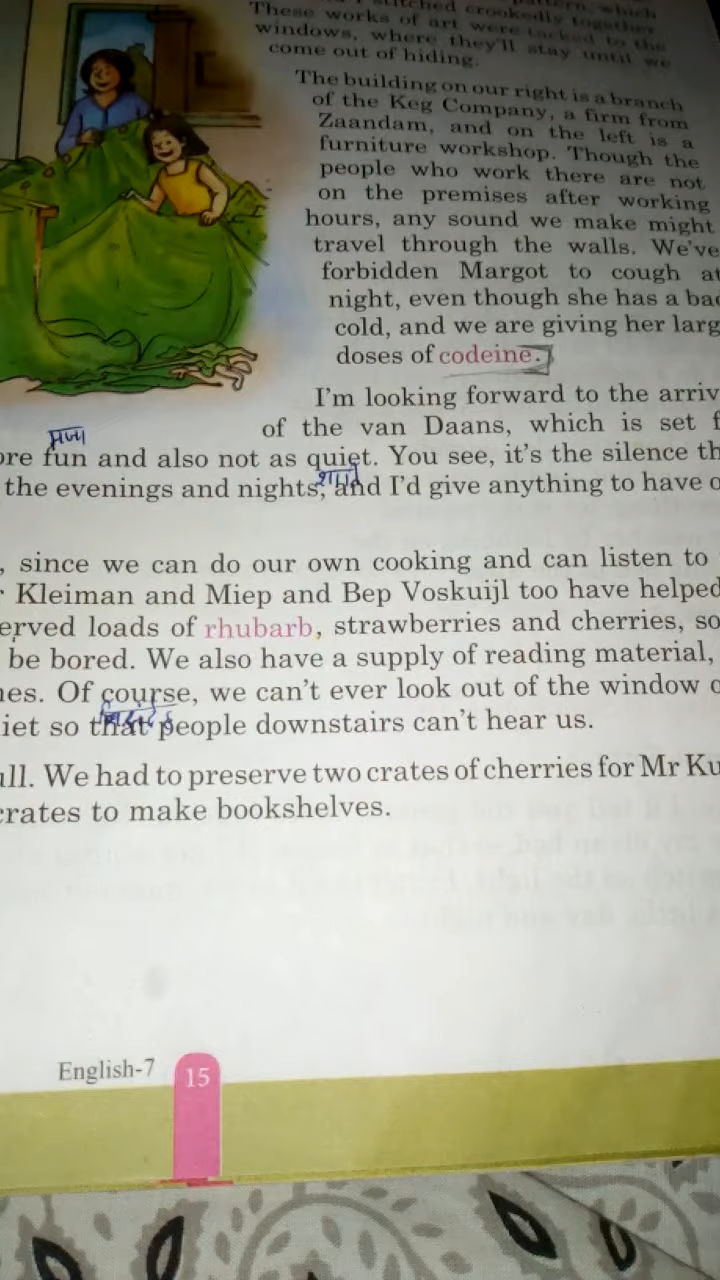 stitched crookedly together pattern, which
These works of art were tacked to the
windows, where they'll stay until we
come out of hiding.
The building on our right is a branch
of the Keg Company, a firm from
Zaandam, and on the left is a
furniture workshop. Though the
people who work there are not
on the premises after working
hours, any sound we make might
travel through the walls. We've
forbidden Margot to cough at
night, even though she has a bad
cold, and we are giving her larg
doses of codeine.
I'm looking forward to the arriv
of the van Daans, which is set f
मज़ा
ore fun and also not as quiet. You see, it's the silence th
शांत
the evenings and nights, and I'd give anything to have o
, since we can do our own cooking and can listen to
r Kleiman and Miep and Bep Voskuijl too have helped
erved loads of rhubarb, strawberries and cherries, so
be bored. We also have a supply of reading material,
nes. Of course, we can't ever look out of the window o
iet so that people downstairs can't hear us.
ull. We had to preserve two crates of cherries for Mr Ku
crates to make bookshelves.
English-7 15